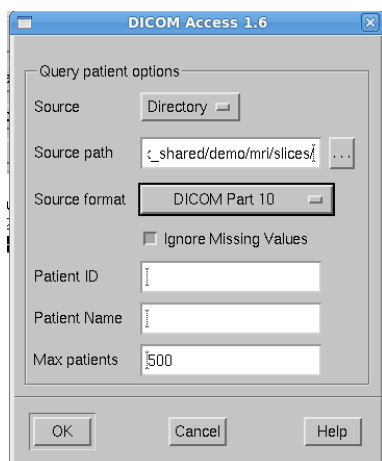 DICOM Access 1.6
Query patient options
Source Directory
Source path _shared/demo/mri/slices/ ...
Source format DICOM Part 10
Ignore Missing Values
Patient ID
Patient Name
Max patients 500
OK Cancel Help